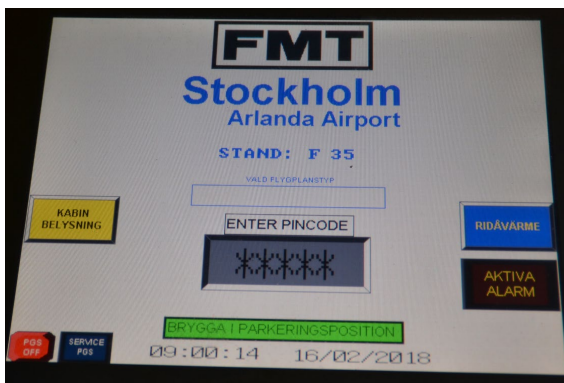 FMT
Stockholm
Arlanda Airport
STAND: F 35
VALD FLYGPLANSTYP
KABIN
BELYSNING
ENTER PINCODE
RIDÅVÄRME
*****
AKTIVA
ALARM
BRYGGA I PARKERINGSPOSITION
PGS
OFF
SERVICE
PGS
09:00:14 16/02/2018